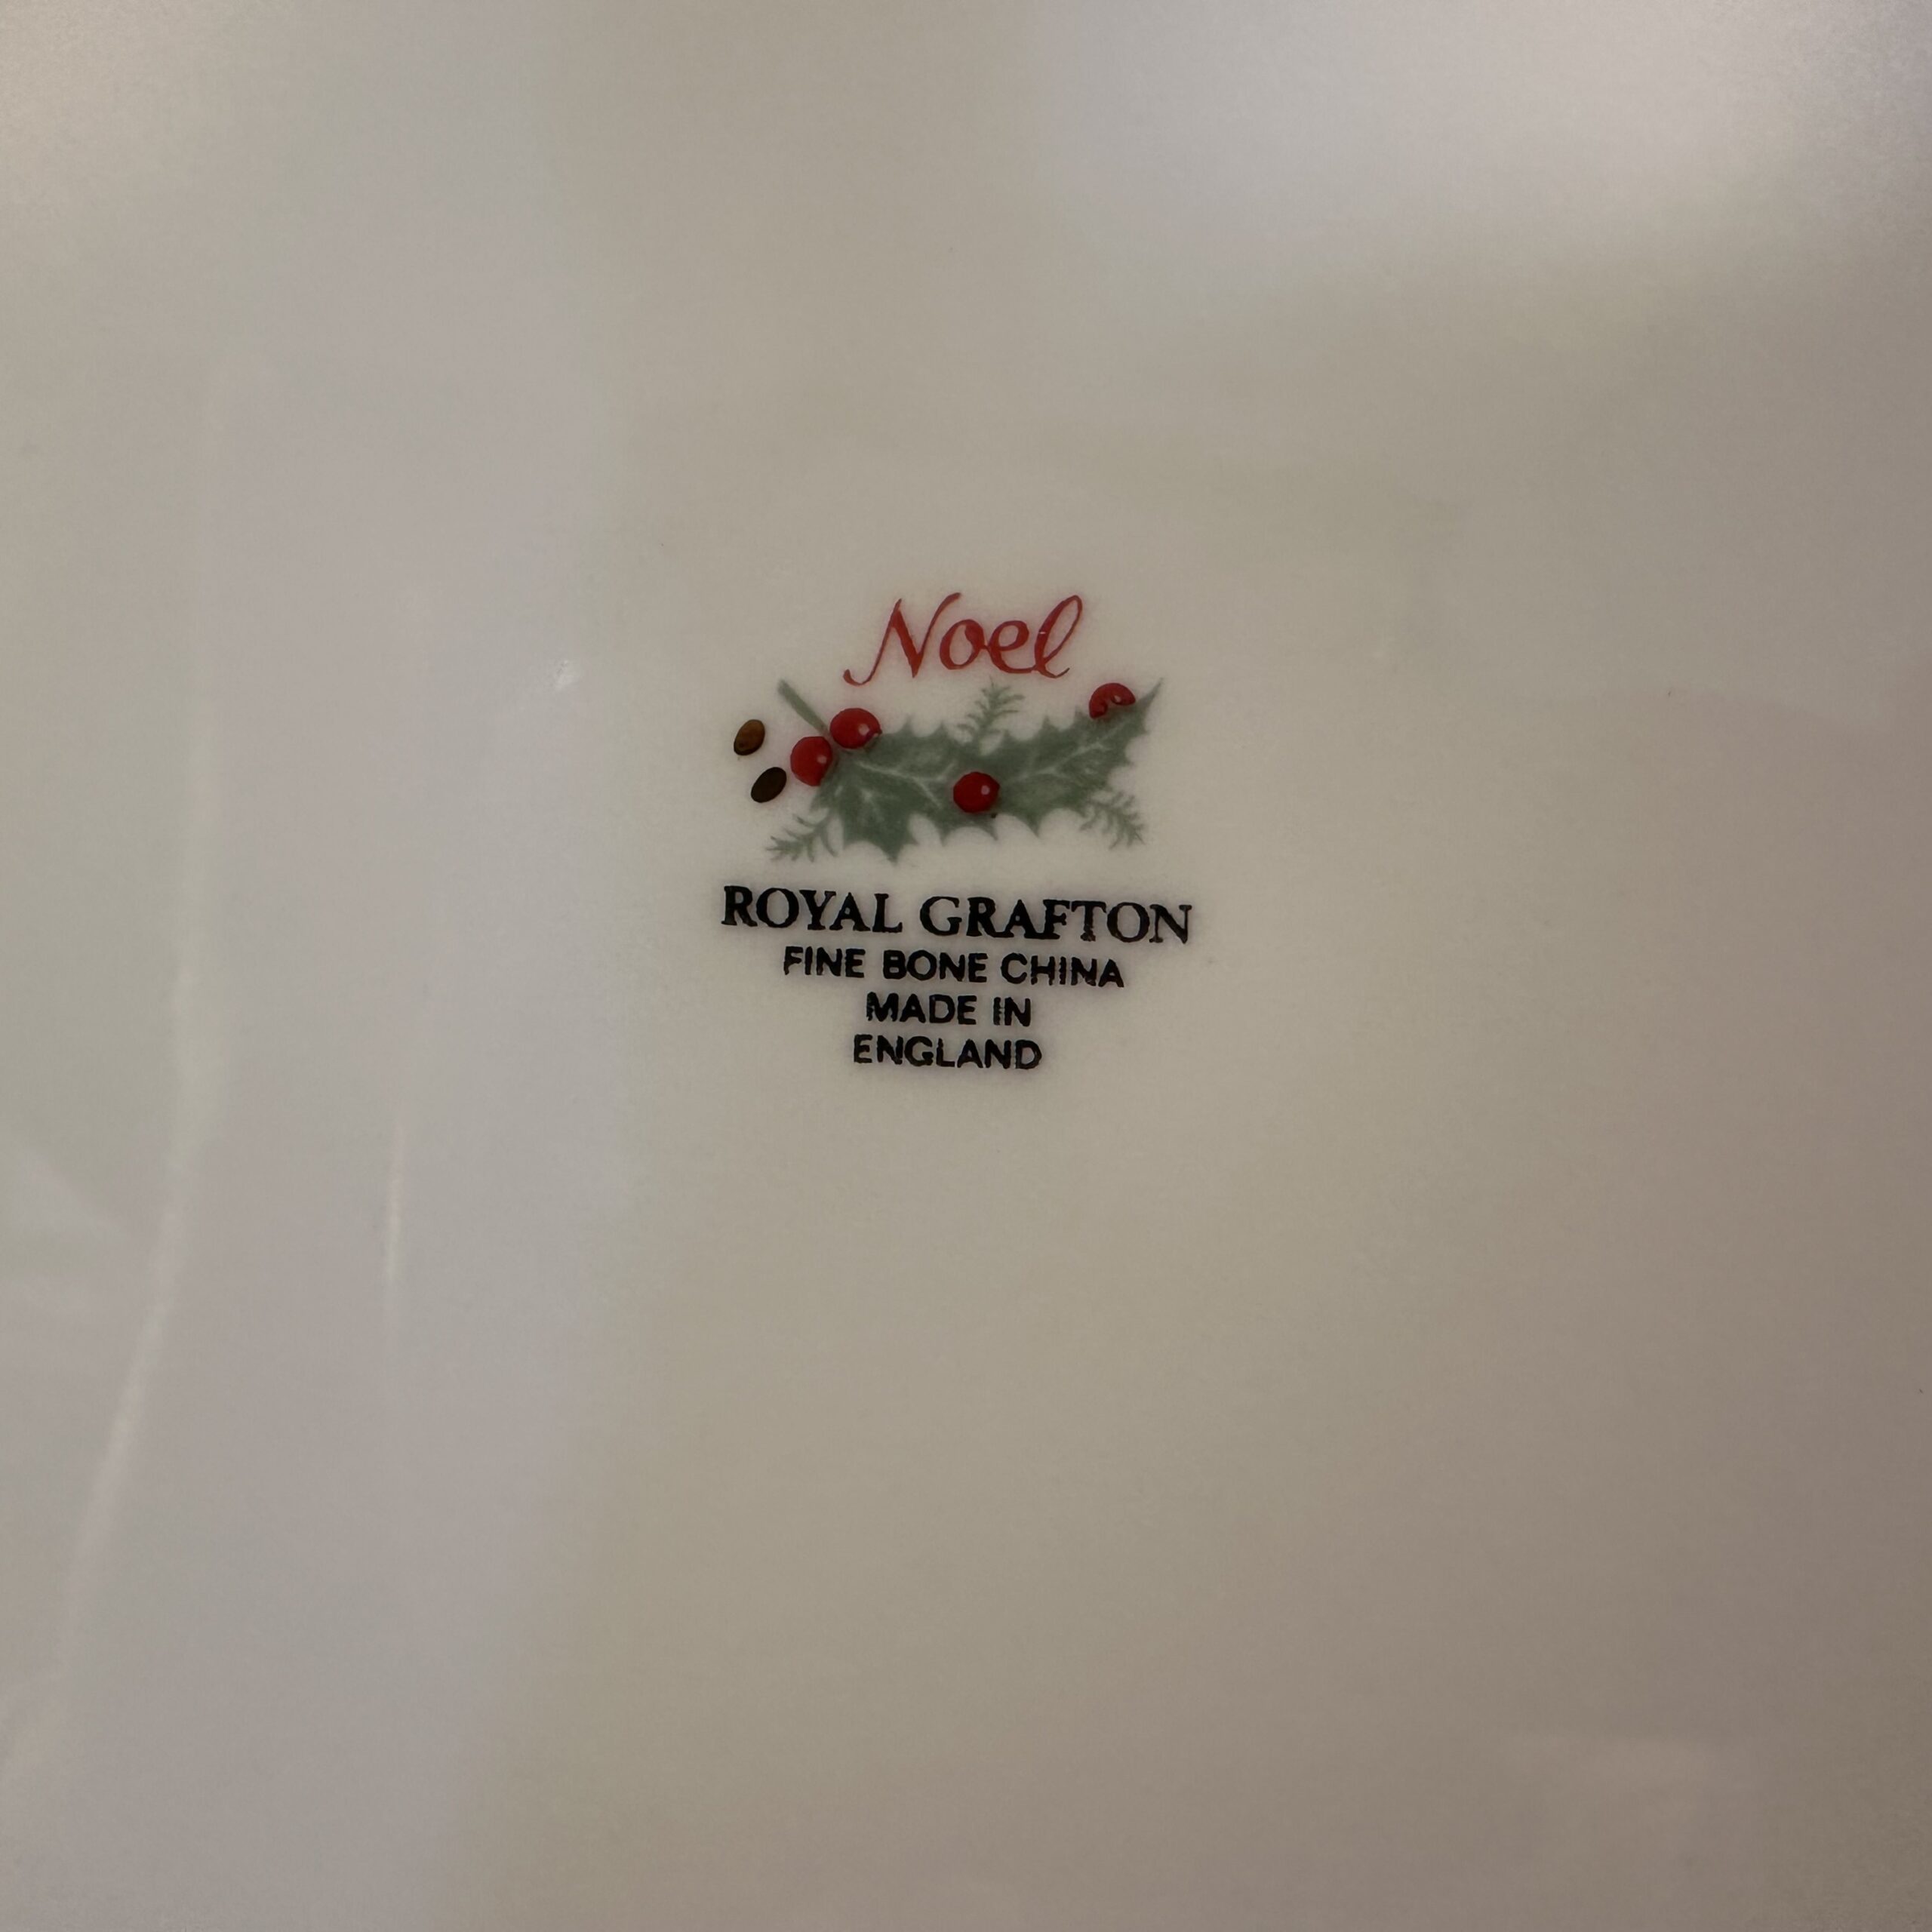 Noel
ROYAL GRAFTON
FINE BONE CHINA
MADE IN
ENGLAND